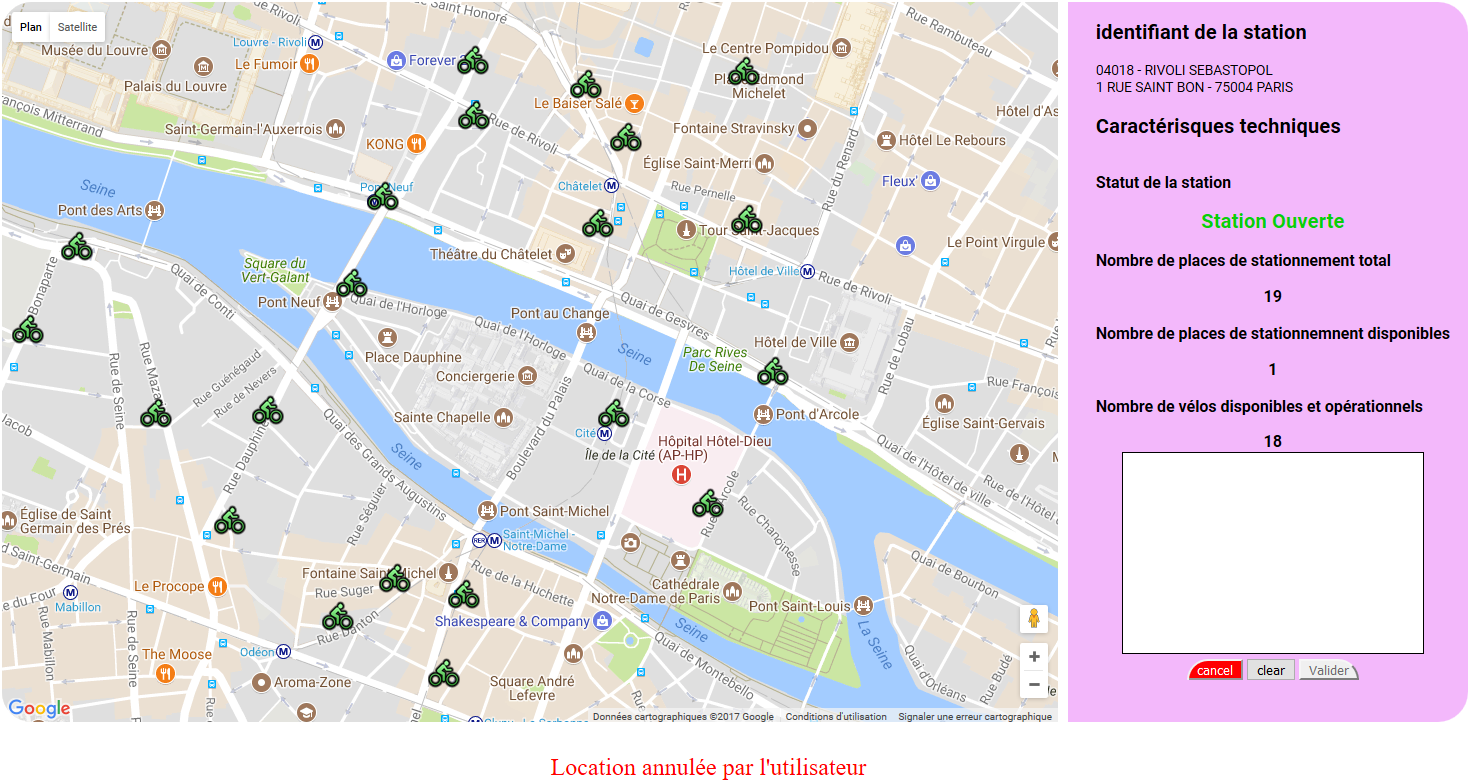 Plan
Satellite
Rue Saint Honoré
Rue Rambuteau
Musée du Louvre
Louvre - Rivoli
Le Fumoir
Forever
Le Centre Pompidou
Palais du Louvre
Michelet
Le Baiser Salé
Hôtel d'As
ançois Mitterrand
Saint-Germain-l'Auxerrois
KONG
Rue de Rivoli
Fontaine Stravinsky
Hôtel Le Rebours
Église Saint-Merri
Rue du Renard
Fleux'
Seine
Pont Neuf
Châtelet
Rue Pernelle
Pont des Arts
Tour Saint-Jacques
Le Point Virgule
Théâtre du Châtelet
Square du
Vert-Galant
Hôtel de Ville
Rue de Rivoli
Bonaparte
Quai de Conti
Pont Neuf
Quai de l'Horloge
Quai de Gesvres
Pont au Change
Quai de l'Horloge
Seine
Hôtel de Ville
Rue de Lobau
Place Dauphine
Parc Rives
De Seine
Rue de Seine
Rue Maza
Rue Guénégaud
Rue de Nevers
Conciergerie
Quai de la Corse
Rue François
Sainte Chapelle
Boulevard du Palais
Pont d'Arcole
Église Saint-Gervais
Jacob
Rue Dauphin
Quai des Grands Augustins
Seine
Cité
Île de la Cité
Hôpital Hôtel-Dieu
(AP-HP)
H
Quai de l'Hôtel de ville
Rue de l'Hôtel
Rue d'Arcole
Rue Chanoinesse
Église de Saint
Germain des Prés
Rue Séguier
Pont Saint-Michel
RER
Saint-Michel -
Notre-Dame
d Saint-Germain
Fontaine Saint-Michel
Rue de la Huchette
Cathédrale
Notre-Dame de Paris
Quai de Bourbon
Le Procope
Rue Suger
Pont Saint-Louis
e du Four
Mabillon
Rue Danton
Shakespeare & Company
Seine
La Seine
Rue Mabillon
Rue de Seine
The Moose
Odéon
Quai de Montebello
Quai d'Orléans
Rue Budé
Aroma-Zone
Square André
Lefevre
Cluny - La Sorbonne
Google
Données cartographiques ©2017 Google
Conditions d'utilisation
Signaler une erreur cartographique
identifiant de la station
04018 - RIVOLI SEBASTOPOL
1 RUE SAINT BON - 75004 PARIS
Caractérisques techniques
Statut de la station
Station Ouverte
Nombre de places de stationnement total
19
Nombre de places de stationnemnent disponibles
1
Nombre de vélos disponibles et opérationnels
18
cancel
clear
Valider
Location annulée par l'utilisateur